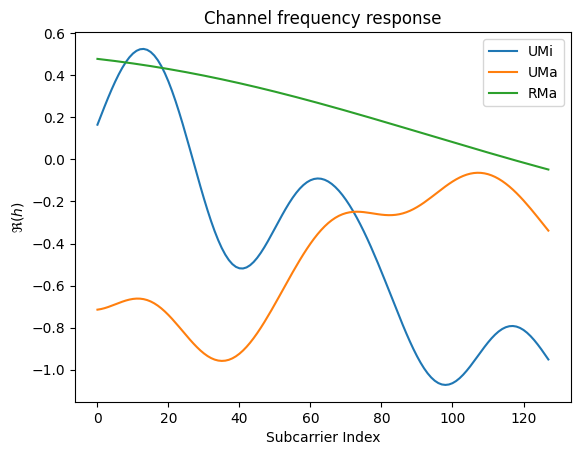 Channel frequency response
0.6
0.4
0.2
0.0
−0.2
−0.4
−0.6
−0.8
−1.0
ℜ(h)
UMi
UMa
RMa
0 20 40 60 80 100 120
Subcarrier Index